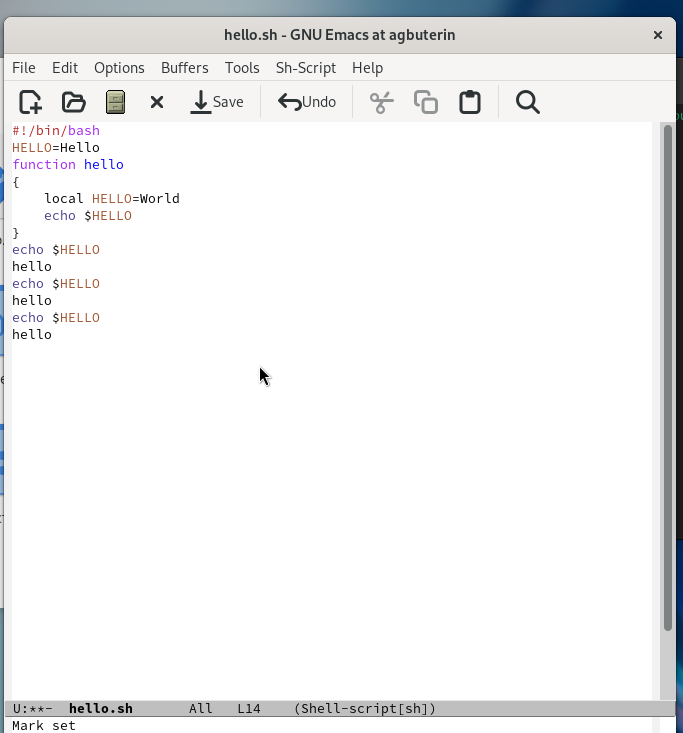 hello.sh - GNU Emacs at agbuterin
File Edit Options Buffers Tools Sh-Script Help
Save Undo
#!/bin/bash
HELLO=Hello
function hello
{
    local HELLO=World
    echo $HELLO
}
echo $HELLO
hello
echo $HELLO
hello
echo $HELLO
hello
U:**-  hello.sh       All   L14    (Shell-script[sh])
Mark set